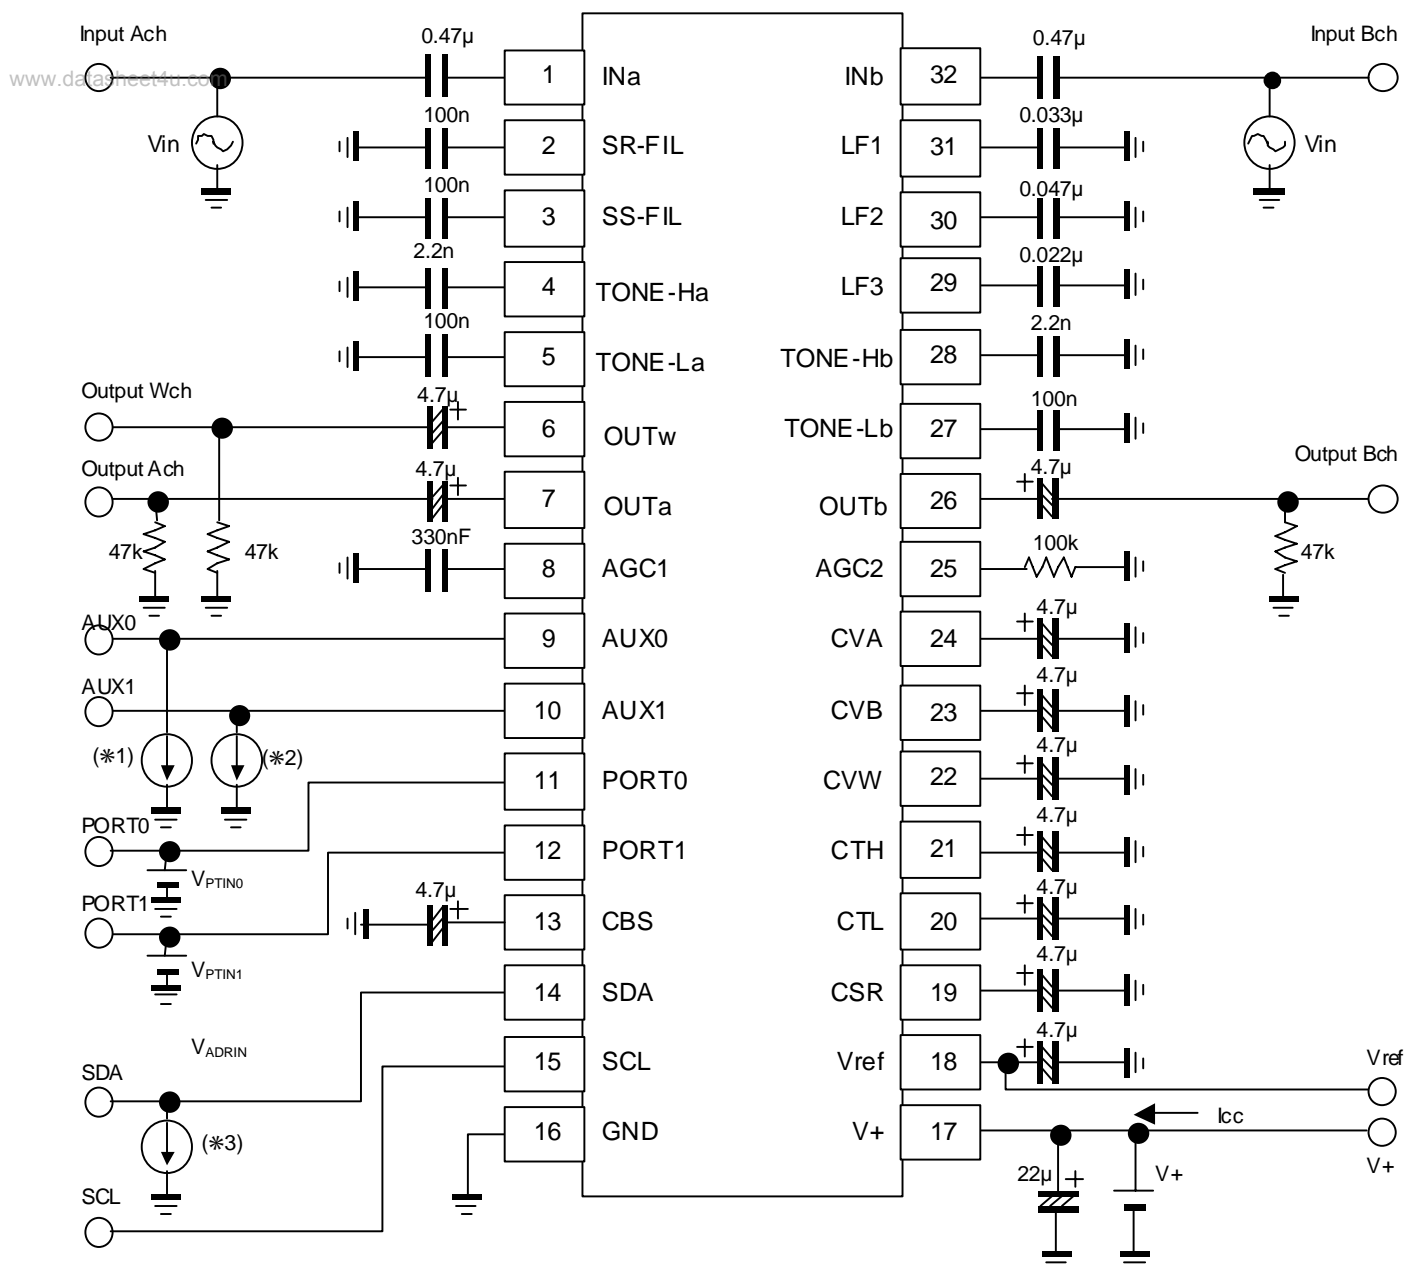 Input Ach
0.47µ
1
INa
INb
32
0.47µ
Input Bch
www.datasheet4u.com
Vin
100n
2
SR-FIL
LF1
31
0.033µ
Vin
100n
3
SS-FIL
LF2
30
0.047µ
2.2n
4
TONE-Ha
LF3
29
0.022µ
100n
5
TONE-La
TONE-Hb
28
2.2n
Output Wch
4.7µ
+
6
OUTw
TONE-Lb
27
100n
Output Ach
4.7µ
+
7
OUTa
OUTb
26
+
4.7µ
Output Bch
47k
47k
330nF
8
AGC1
AGC2
25
100k
47k
AUX0
9
AUX0
CVA
24
+
4.7µ
AUX1
10
AUX1
CVB
23
+
4.7µ
(※1)
(※2)
11
PORT0
CVW
22
+
4.7µ
PORT0
VPTIN0
12
PORT1
CTH
21
+
4.7µ
PORT1
VPTIN1
4.7µ
+
13
CBS
CTL
20
+
4.7µ
14
SDA
CSR
19
+
4.7µ
VADRIN
SDA
15
SCL
Vref
18
+
4.7µ
Vref
(※3)
16
GND
V+
17
Icc
V+
SCL
22µ
+
V+